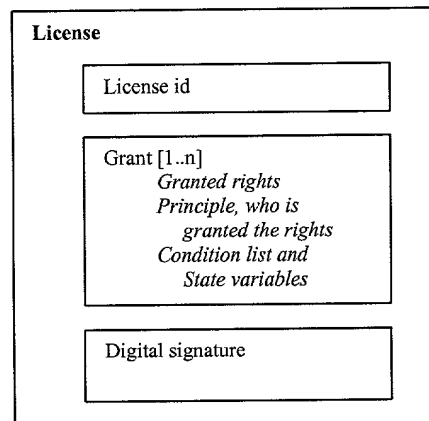 License
License id
Grant [1..n]
Granted rights
Principle, who is
granted the rights
Condition list and
State variables
Digital signature